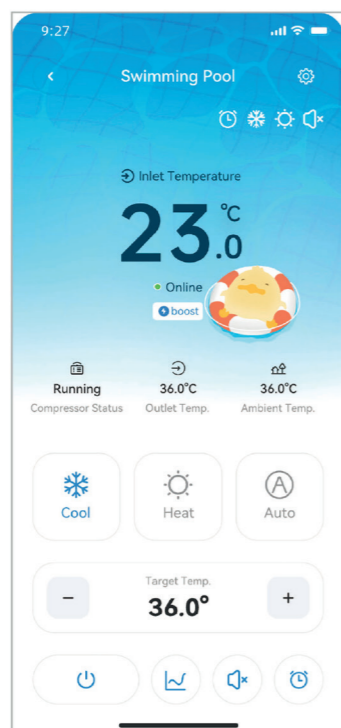 9:27
Swimming Pool
Inlet Temperature
23.0 °C
Online
boost
Running 36.0°C 36.0°C
Compressor Status Outlet Temp. Ambient Temp.
Cool Heat A Auto
Target Temp.
− 36.0° +